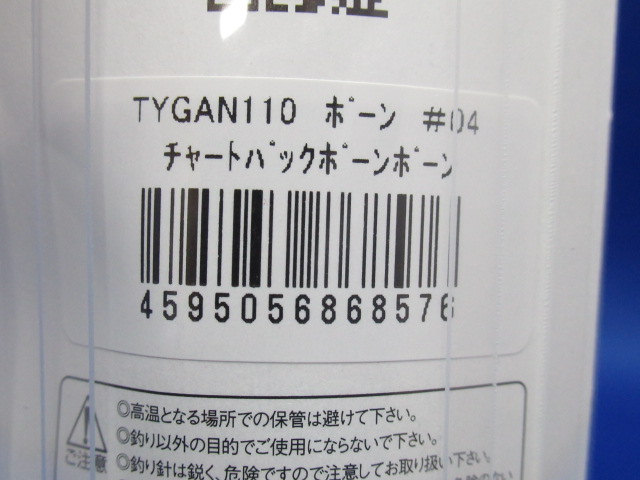 TYGAN110 ボーン #04
チャートバックボーンボーン
4595056868576
◎高温となる場所での保管は避けて下さい。
◎釣り以外の目的でご使用にならないで下さい。
ご注意
◎釣り針は鋭く、危険ですので注意してお取り扱い下さい。